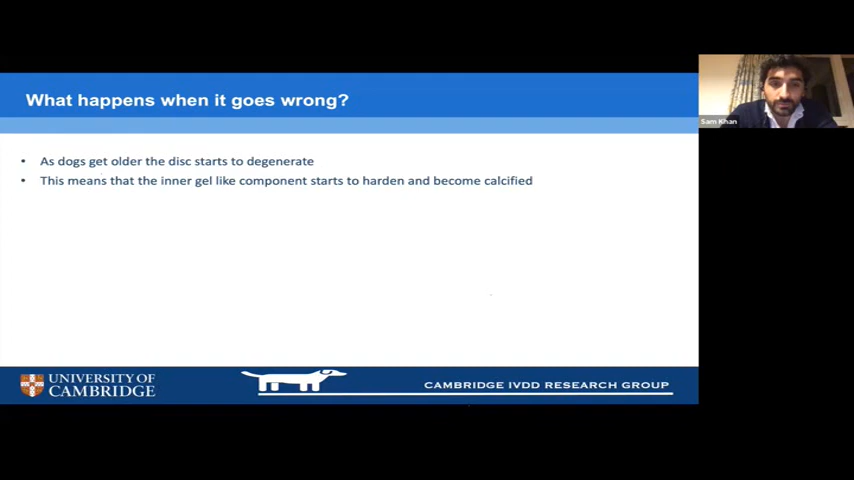 What happens when it goes wrong?
Sam Khan
• As dogs get older the disc starts to degenerate
• This means that the inner gel like component starts to harden and become calcified
UNIVERSITY OF
CAMBRIDGE
CAMBRIDGE IVDD RESEARCH GROUP